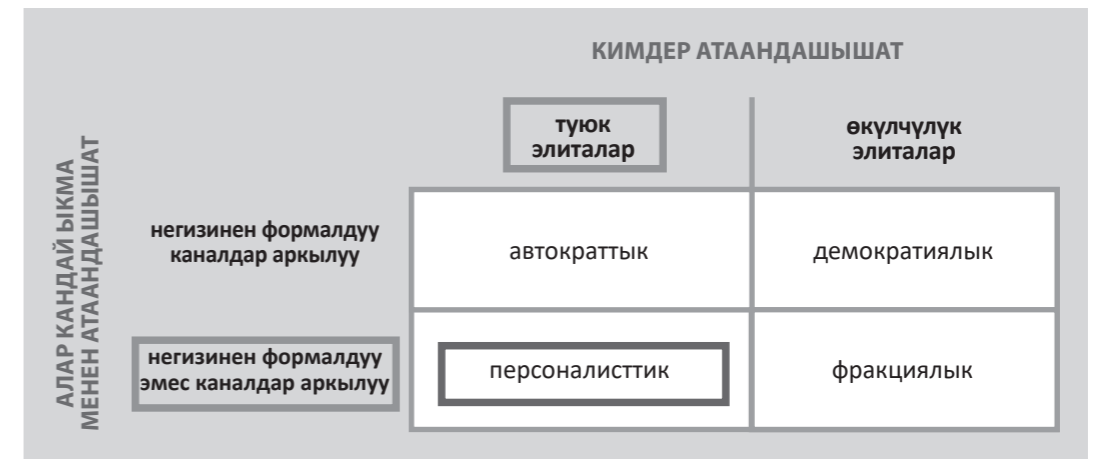 КИМДЕР АТААНДАШЫШАТ
туюк
элиталар
өкүлчүлүк
элиталар
АЛАР КАНДАЙ ЫКМА
МЕНЕН АТААНДАШЫШАТ
негизинен формалдуу
каналдар аркылуу
автократтык
демократиялык
негизинен формалдуу
эмес каналдар аркылуу
персоналисттик
фракциялык